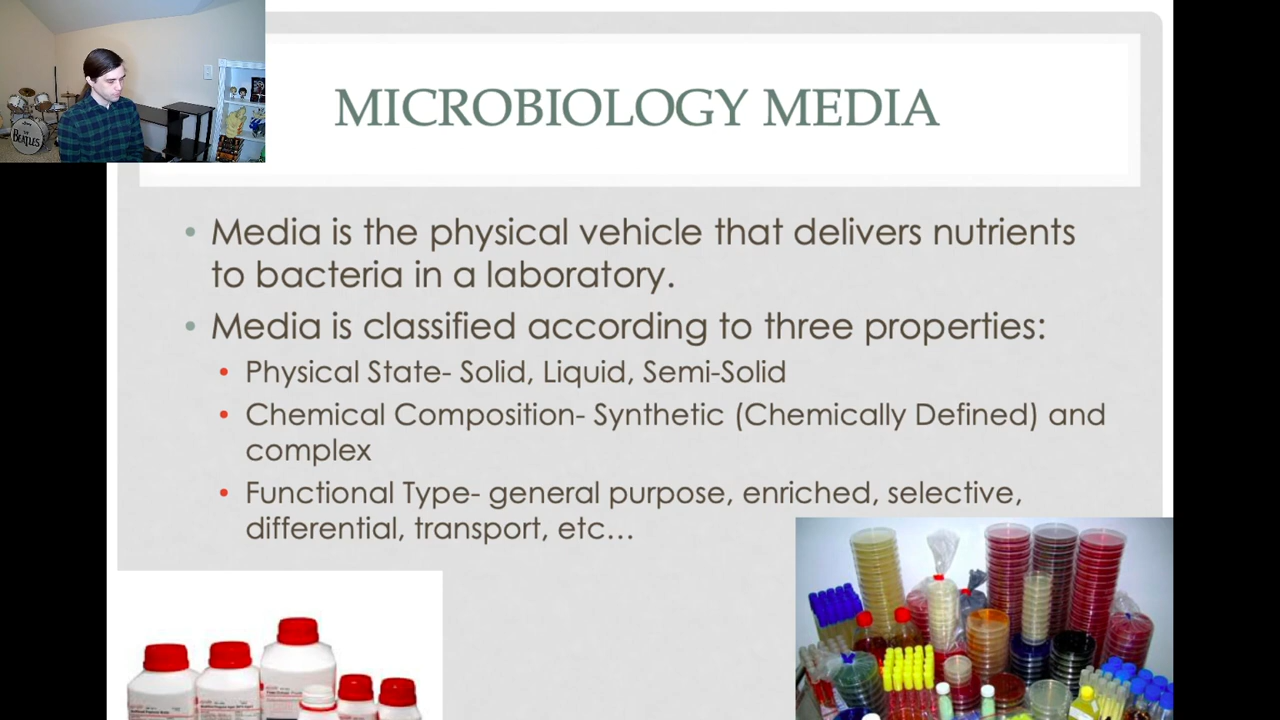 MICROBIOLOGY MEDIA
THE
BEATLES
• Media is the physical vehicle that delivers nutrients
to bacteria in a laboratory.
• Media is classified according to three properties:
• Physical State- Solid, Liquid, Semi-Solid
• Chemical Composition- Synthetic (Chemically Defined) and
complex
• Functional Type- general purpose, enriched, selective,
differential, transport, etc...